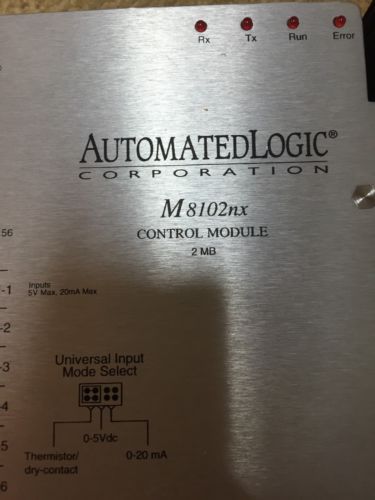 Rx Tx Run Error
AUTOMATEDLOGIC®
CORPORATION
M8102nx
CONTROL MODULE
2 MB
56
-1 Inputs
5V Max, 20mA Max
-2
-3
-4
-5
-6
Universal Input
Mode Select
0-5Vdc
Thermistor/
dry-contact
0-20 mA